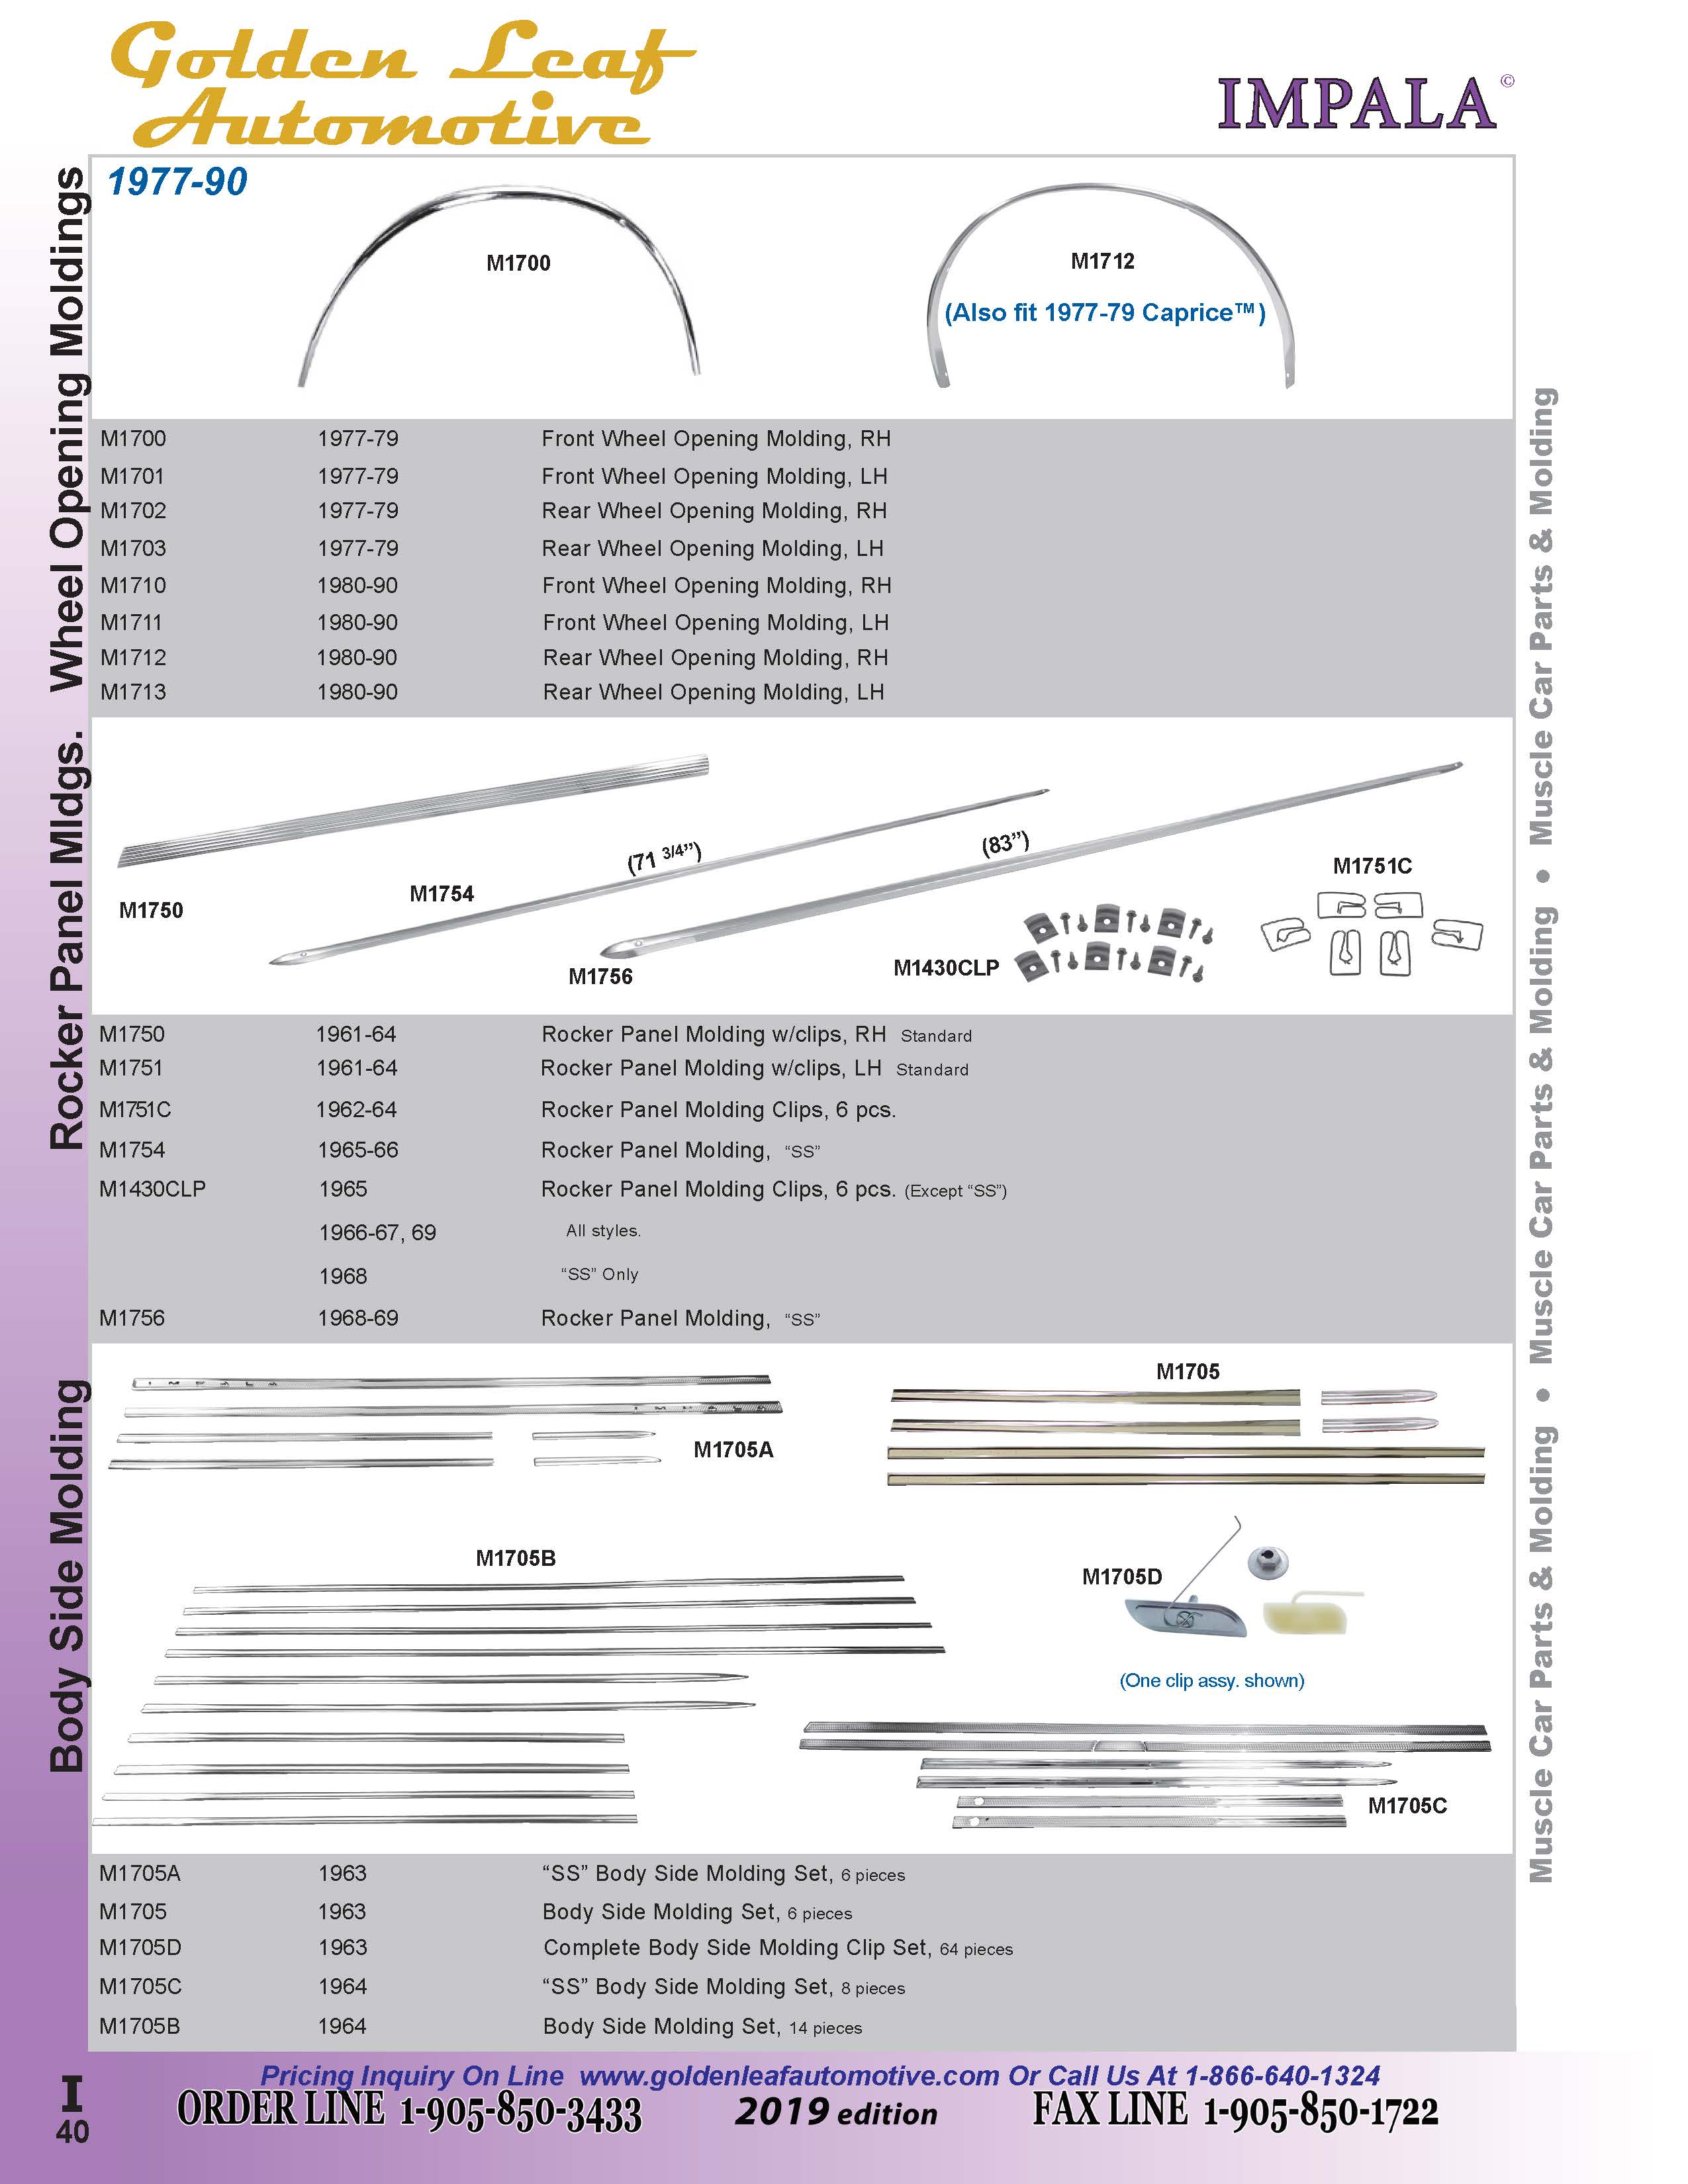 Golden Leaf
Automotive
IMPALA©
Wheel Opening Moldings
1977-90
M1700
M1712
(Also fit 1977-79 Caprice™)
M1700 1977-79 Front Wheel Opening Molding, RH
M1701 1977-79 Front Wheel Opening Molding, LH
M1702 1977-79 Rear Wheel Opening Molding, RH
M1703 1977-79 Rear Wheel Opening Molding, LH
M1710 1980-90 Front Wheel Opening Molding, RH
M1711 1980-90 Front Wheel Opening Molding, LH
M1712 1980-90 Rear Wheel Opening Molding, RH
M1713 1980-90 Rear Wheel Opening Molding, LH
Rocker Panel Mldgs.
M1750
M1754
(71 3/4”)
M1756
(83”)
M1430CLP
M1751C
M1750 1961-64 Rocker Panel Molding w/clips, RH Standard
M1751 1961-64 Rocker Panel Molding w/clips, LH Standard
M1751C 1962-64 Rocker Panel Molding Clips, 6 pcs.
M1754 1965-66 Rocker Panel Molding, “SS”
M1430CLP 1965 Rocker Panel Molding Clips, 6 pcs. (Except “SS”)
1966-67, 69 All styles.
1968 “SS” Only
M1756 1968-69 Rocker Panel Molding, “SS”
Body Side Molding
IMPALA
IMPALA
M1705A
M1705
M1705B
M1705D
(One clip assy. shown)
M1705C
M1705A 1963 “SS” Body Side Molding Set, 6 pieces
M1705 1963 Body Side Molding Set, 6 pieces
M1705D 1963 Complete Body Side Molding Clip Set, 64 pieces
M1705C 1964 “SS” Body Side Molding Set, 8 pieces
M1705B 1964 Body Side Molding Set, 14 pieces
Muscle Car Parts & Molding • Muscle Car Parts & Molding • Muscle Car Parts & Molding
Pricing Inquiry On Line www.goldenleafautomotive.com Or Call Us At 1-866-640-1324
I
40
ORDER LINE 1-905-850-3433 2019 edition FAX LINE 1-905-850-1722